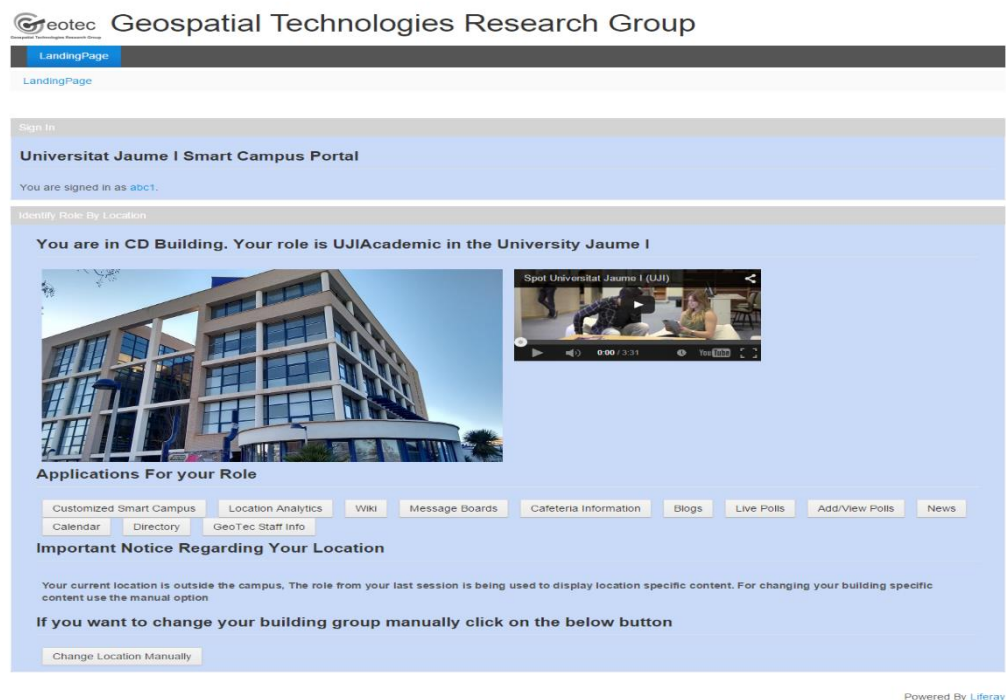 Geotec Geospatial Technologies Research Group
Geospatial Technologies Research Group
LandingPage
LandingPage
Sign In
Universitat Jaume I Smart Campus Portal
You are signed in as abc1.
Identify Role By Location
You are in CD Building. Your role is UJIAcademic in the University Jaume I
Spot Universitat Jaume I (UJI)
0:00 / 3:31 YouTube
Applications For your Role
Customized Smart Campus Location Analytics Wiki Message Boards Cafeteria Information Blogs Live Polls Add/View Polls News
Calendar Directory GeoTec Staff Info
Important Notice Regarding Your Location
Your current location is outside the campus, The role from your last session is being used to display location specific content. For changing your building specific
content use the manual option
If you want to change your building group manually click on the below button
Change Location Manually
Powered By Liferay